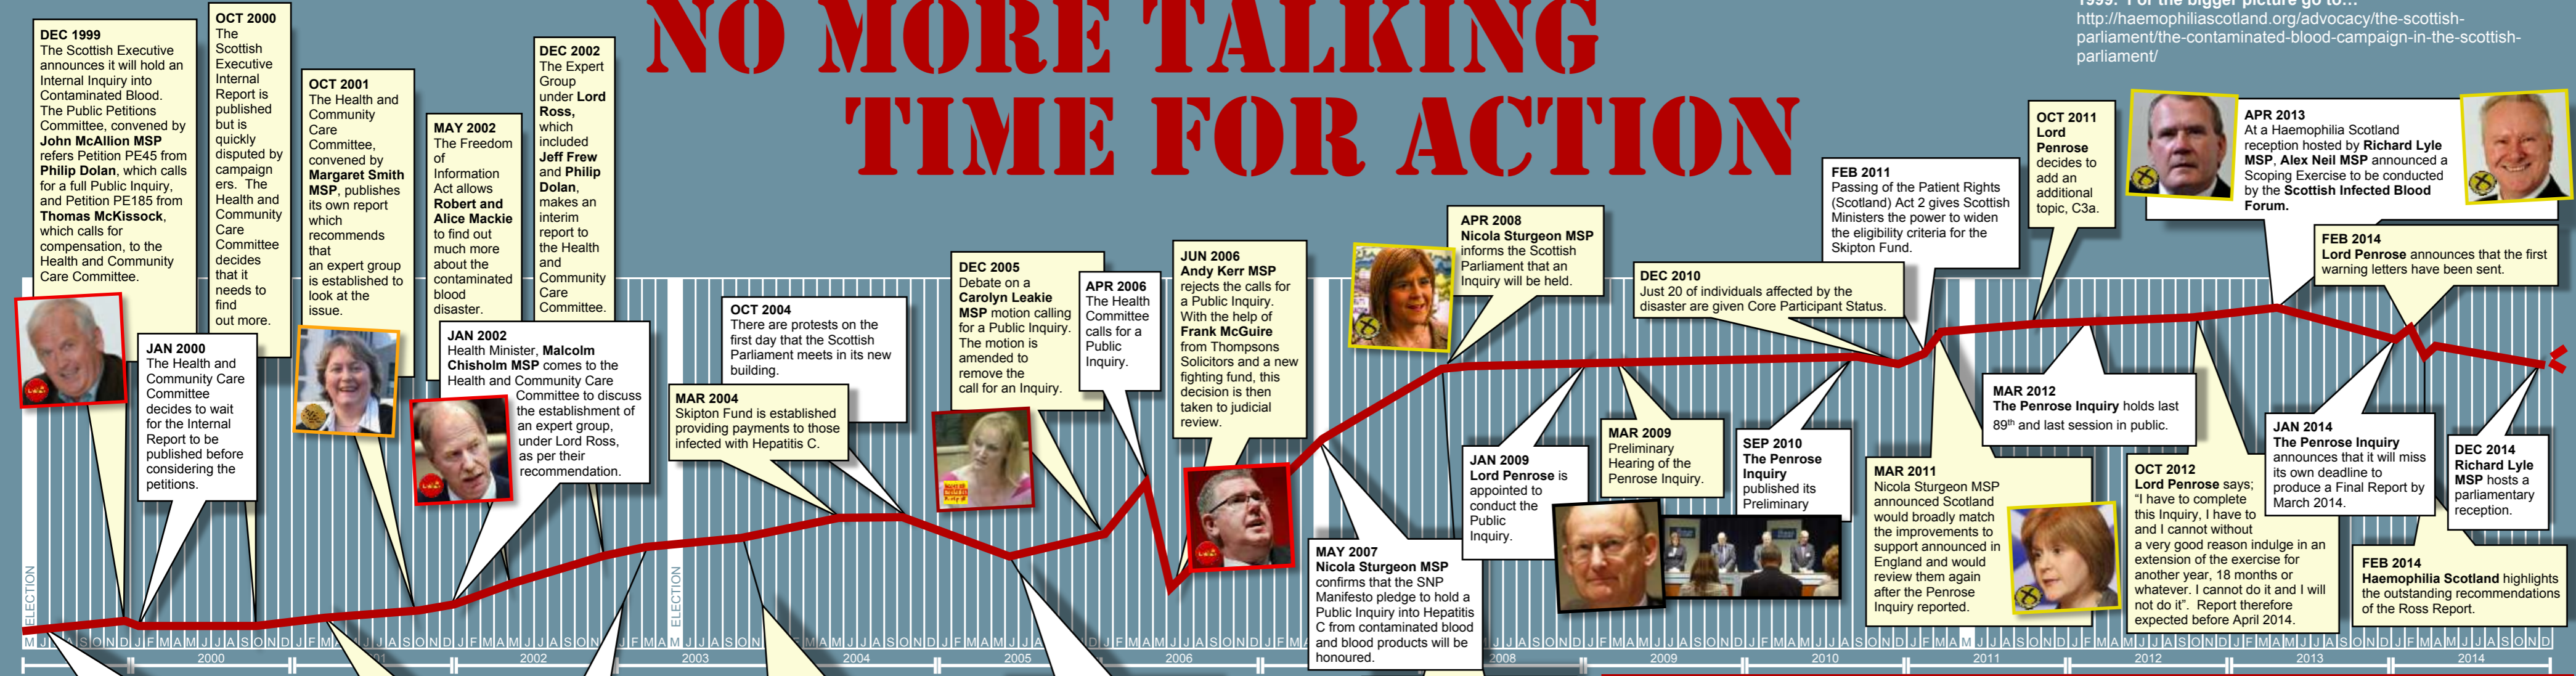 NO MORE TALKING
TIME FOR ACTION
1999. For the bigger picture go to…
http://haemophiliascotland.org/advocacy/the-scottish-
parliament/the-contaminated-blood-campaign-in-the-scottish-
parliament/
DEC 1999
The Scottish Executive
announces it will hold an
Internal Inquiry into
Contaminated Blood.
The Public Petitions
Committee, convened by
John McAllion MSP
refers Petition PE45 from
Philip Dolan, which calls
for a full Public Inquiry,
and Petition PE185 from
Thomas McKissock,
which calls for
compensation, to the
Health and Community
Care Committee.
JAN 2000
The Health and
Community Care
Committee
decides to wait
for the Internal
Report to be
published before
considering the
petitions.
OCT 2000
The
Scottish
Executive
Internal
Report is
published
but is
quickly
disputed by
campaign
ers. The
Health and
Community
Care
Committee
decides
that it
needs to
find
out more.
OCT 2001
The Health and
Community
Care
Committee,
convened by
Margaret Smith
MSP, publishes
its own report
which
recommends
that
an expert group
is established to
look at the
issue.
JAN 2002
Health Minister, Malcolm
Chisholm MSP comes to the
Health and Community Care
Committee to discuss
the establishment of
an expert group,
under Lord Ross,
as per their
recommendation.
MAY 2002
The Freedom
of
Information
Act allows
Robert and
Alice Mackie
to find out
much more
about the
contaminated
blood
disaster.
DEC 2002
The Expert
Group
under Lord
Ross,
which
included
Jeff Frew
and Philip
Dolan,
makes an
interim
report to
the Health
and
Community
Care
Committee.
MAR 2004
Skipton Fund is established
providing payments to those
infected with Hepatitis C.
OCT 2004
There are protests on the
first day that the Scottish
Parliament meets in its new
building.
DEC 2005
Debate on a
Carolyn Leakie
MSP motion calling
for a Public Inquiry.
The motion is
amended to
remove the
call for an Inquiry.
APR 2006
The Health
Committee
calls for a
Public
Inquiry.
JUN 2006
Andy Kerr MSP
rejects the calls for
a Public Inquiry.
With the help of
Frank McGuire
from Thompsons
Solicitors and a new
fighting fund, this
decision is then
taken to judicial
review.
MAY 2007
Nicola Sturgeon MSP
confirms that the SNP
Manifesto pledge to hold a
Public Inquiry into Hepatitis
C from contaminated blood
and blood products will be
honoured.
APR 2008
Nicola Sturgeon MSP
informs the Scottish
Parliament that an
Inquiry will be held.
JAN 2009
Lord Penrose is
appointed to
conduct the
Public
Inquiry.
MAR 2009
Preliminary
Hearing of the
Penrose Inquiry.
SEP 2010
The Penrose
Inquiry
published its
Preliminary
DEC 2010
Just 20 of individuals affected by the
disaster are given Core Participant Status.
FEB 2011
Passing of the Patient Rights
(Scotland) Act 2 gives Scottish
Ministers the power to widen
the eligibility criteria for the
Skipton Fund.
MAR 2011
Nicola Sturgeon MSP
announced Scotland
would broadly match
the improvements to
support announced in
England and would
review them again
after the Penrose
Inquiry reported.
OCT 2011
Lord
Penrose
decides to
add an
additional
topic, C3a.
MAR 2012
The Penrose Inquiry holds last
89th and last session in public.
OCT 2012
Lord Penrose says;
“I have to complete
this Inquiry, I have to
and I cannot without
a very good reason indulge in an
extension of the exercise for
another year, 18 months or
whatever. I cannot do it and I will
not do it”. Report therefore
expected before April 2014.
APR 2013
At a Haemophilia Scotland
reception hosted by Richard Lyle
MSP, Alex Neil MSP announced a
Scoping Exercise to be conducted
by the Scottish Infected Blood
Forum.
JAN 2014
The Penrose Inquiry
announces that it will miss
its own deadline to
produce a Final Report by
March 2014.
FEB 2014
Lord Penrose announces that the first
warning letters have been sent.
FEB 2014
Haemophilia Scotland highlights
the outstanding recommendations
of the Ross Report.
DEC 2014
Richard Lyle
MSP hosts a
parliamentary
reception.
ELECTION
ELECTION
2000
2002
2003
2004
2005
2006
2008
2009
2010
2011
2012
2013
2014